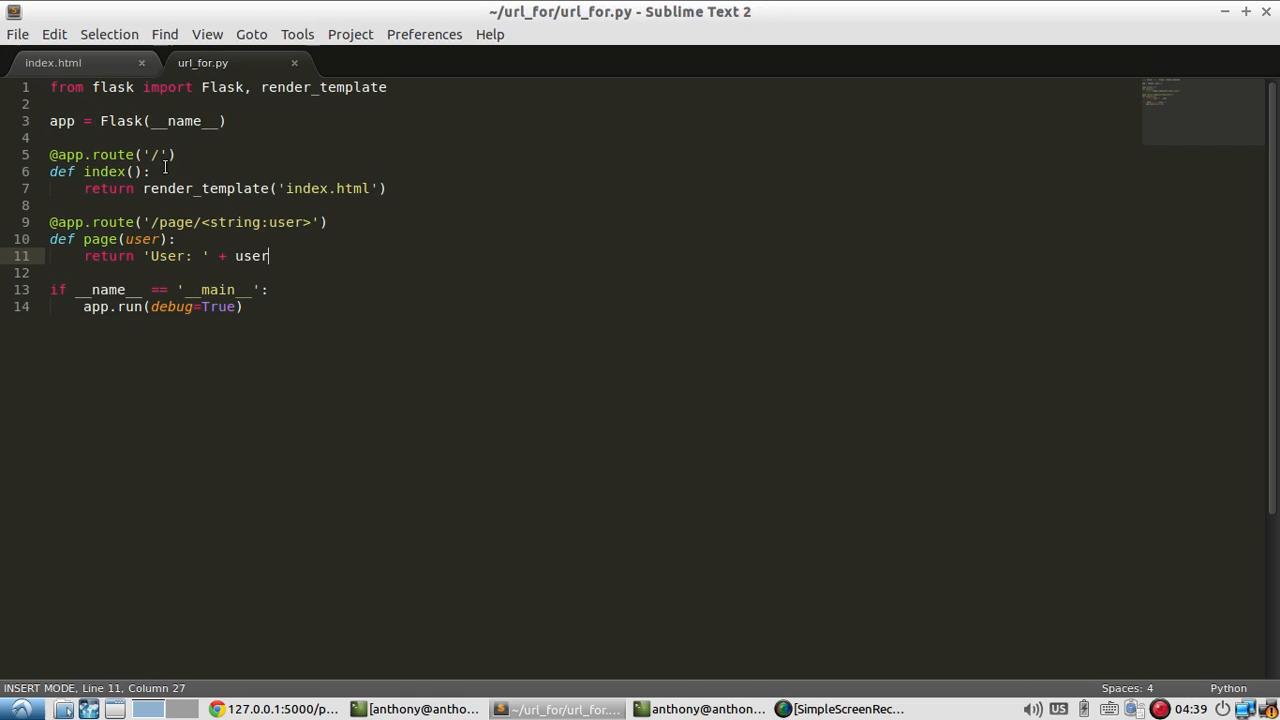 ~/url_for/url_for.py - Sublime Text 2
File Edit Selection Find View Goto Tools Project Preferences Help
index.html url_for.py
1 from flask import Flask, render_template
2
3 app = Flask(__name__)
4
5 @app.route('/')
6 def index():
7 return render_template('index.html')
8
9 @app.route('/page/<string:user>')
10 def page(user):
11 return 'User: ' + user
12
13 if __name__ == '__main__':
14 app.run(debug=True)
INSERT MODE, Line 11, Column 27 Spaces: 4 Python
127.0.0.1:5000/p... [anthony@antho... ~/url_for/url_for.... anthony@antho... [SimpleScreenRec... US 04:39